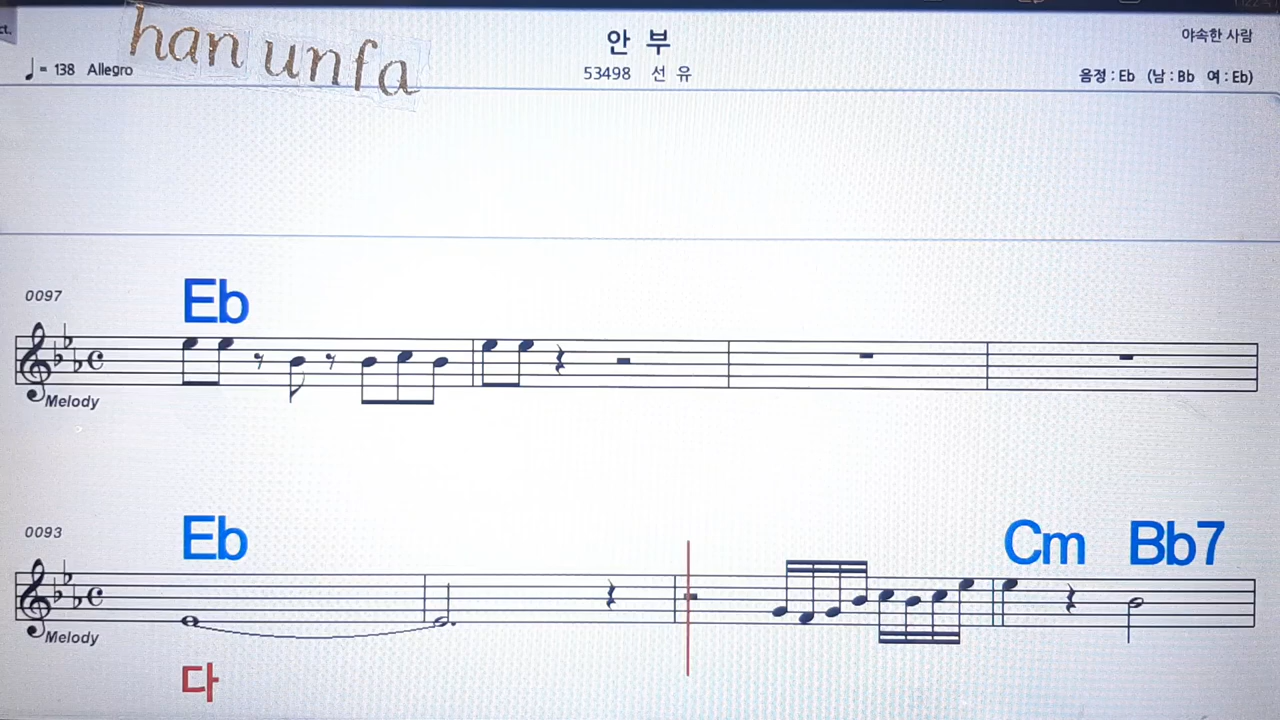 ct.
han unfa
안 부
야속한 사람
♩= 138 Allegro
53498 선 유
음정 : Eb (남 : Bb 여 : Eb)
0097
Eb
Melody
0093
Eb
Cm Bb7
Melody
다